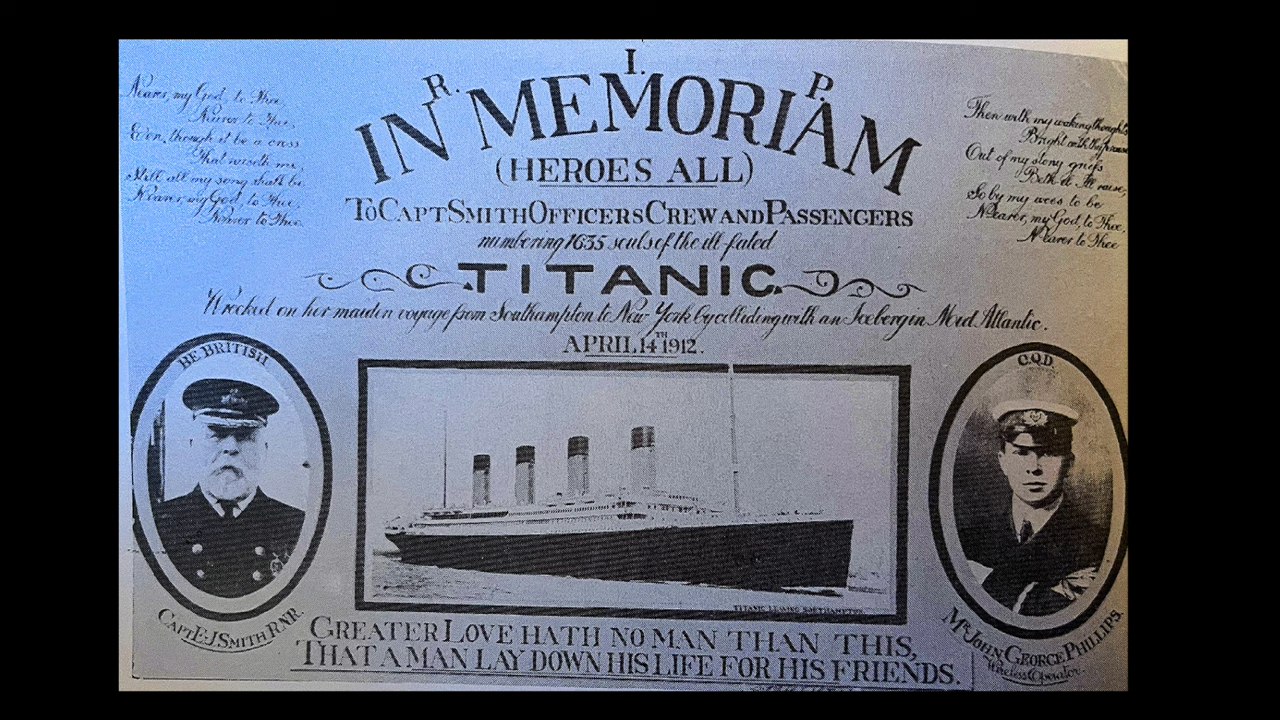 R. I. P.
IN MEMORIAM
(HEROES ALL)
TO CAPT SMITH OFFICERS CREW AND PASSENGERS
numbering 1635 souls of the ill-fated
TITANIC
Wrecked on her maiden voyage from Southampton to New York by colliding with an Iceberg in Mid Atlantic.
APRIL 14TH 1912.
Nearer, my God, to Thee,
Nearer to Thee,
E'en, though it be a cross
That raiseth me,
Still all my song shall be,
Nearer, my God, to Thee,
Nearer to Thee.
Then with my waking thoughts
Bright with thy praise
Out of my stony griefs
Bethel I'll raise;
So by my woes to be
Nearer, my God, to Thee,
Nearer to Thee
BE BRITISH
CAPT E.J SMITH R.N.R.
TITANIC LEAVING SOUTHAMPTON
C.Q.D.
MR JOHN GEORGE PHILLIPS.
Wireless Operator.
GREATER LOVE HATH NO MAN THAN THIS,
THAT A MAN LAY DOWN HIS LIFE FOR HIS FRIENDS.